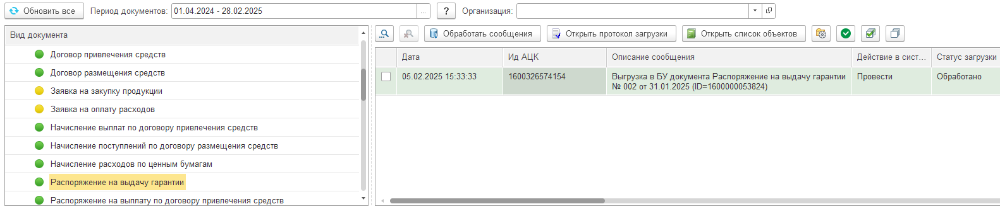 Обновить все
Период документов: 01.04.2024 - 28.02.2025 ... ? Организация:
Вид документа
Договор привлечения средств
Договор размещения средств
Заявка на закупку продукции
Заявка на оплату расходов
Начисление выплат по договору привлечения средств
Начисление поступлений по договору размещения средств
Начисление расходов по ценным бумагам
Распоряжение на выдачу гарантии
Распоряжение на выплату по договору привлечения средств
Обработать сообщения Открыть протокол загрузки Открыть список объектов
Дата Ид АЦК Описание сообщения Действие в сист... Статус загрузки
05.02.2025 15:33:33 1600326574154 Выгрузка в БУ документа Распоряжение на выдачу гарантии Провести Обработано
№ 002 от 31.01.2025 (ID=1600000053824)